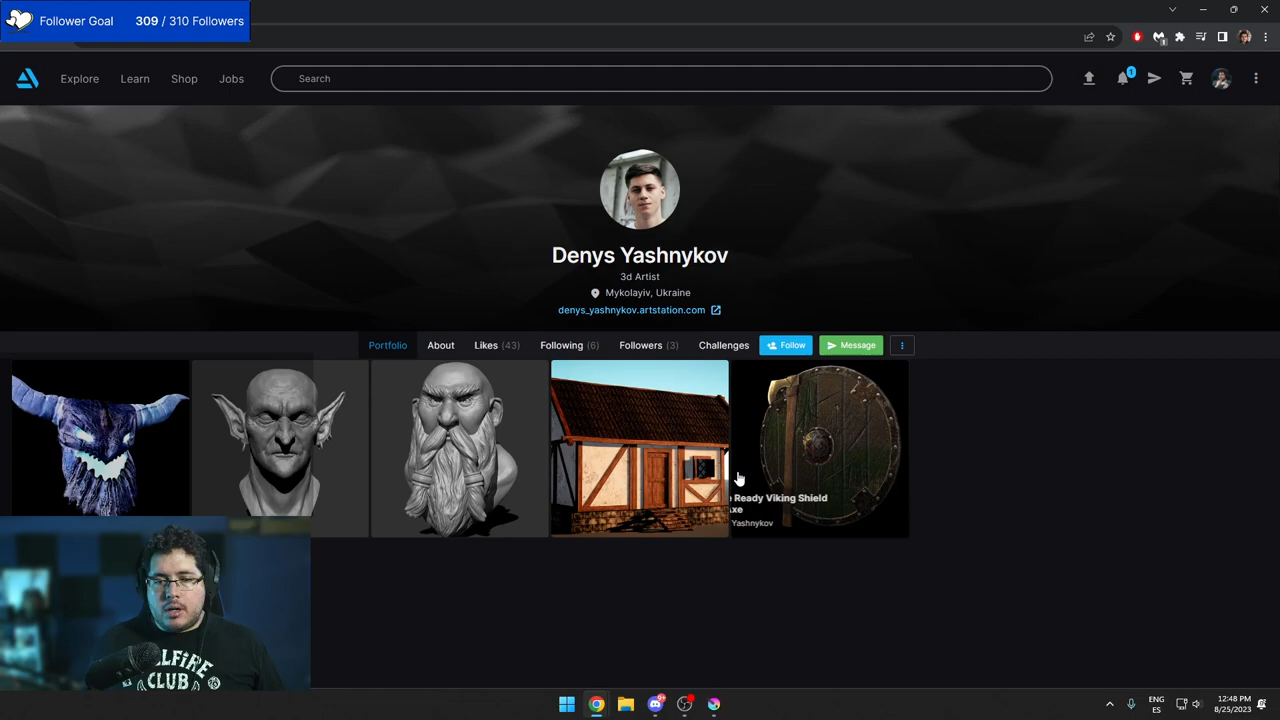 Follower Goal 309 / 310 Followers
Explore Learn Shop Jobs Search 1
Denys Yashnykov
3d Artist
Mykolayiv, Ukraine
denys_yashnykov.artstation.com
Portfolio About Likes (43) Following (6) Followers (3) Challenges Follow Message
Ready Viking Shield
Yashnykov
CLUB
ENG
ES
12:48 PM
8/25/2023